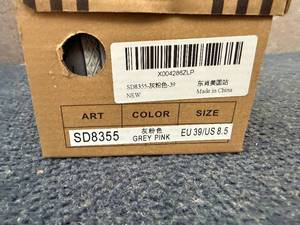 X004286ZLP
SD8355-灰粉色-39
东肖美国站
NEW
Made in China
ART COLOR SIZE
SD8355
灰粉色
GREY PINK
EU 39/US 8.5